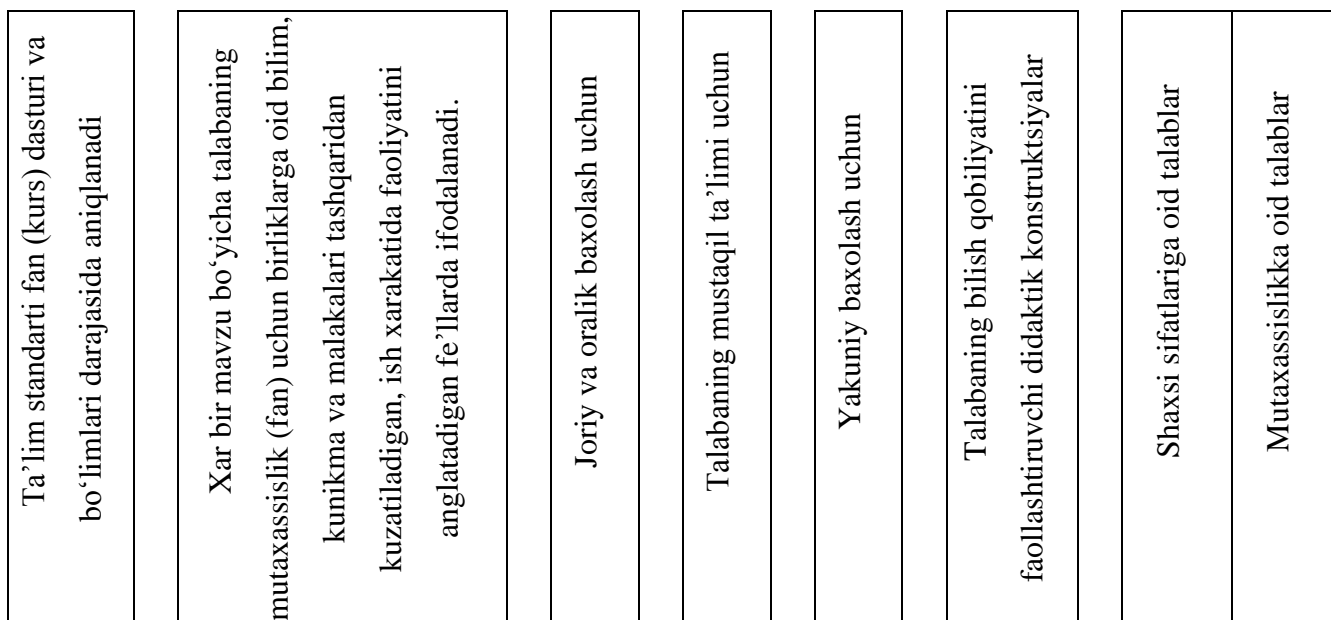 Ta’lim standarti fan (kurs) dasturi va
bo‘limlari darajasida aniqlanadi
Xar bir mavzu bo‘yicha talabaning
mutaxassislik (fan) uchun birliklarga oid bilim,
kunikma va malakalari tashqaridan
kuzatiladigan, ish xarakatida faoliyatini
anglatadigan fe’llarda ifodalanadi.
Joriy va oralik baxolash uchun
Talabaning mustaqil ta’limi uchun
Yakuniy baxolash uchun
Talabaning bilish qobiliyatini
faollashtiruvchi didaktik konstruktsiyalar
Shaxsi sifatlariga oid talablar
Mutaxassislikka oid talablar